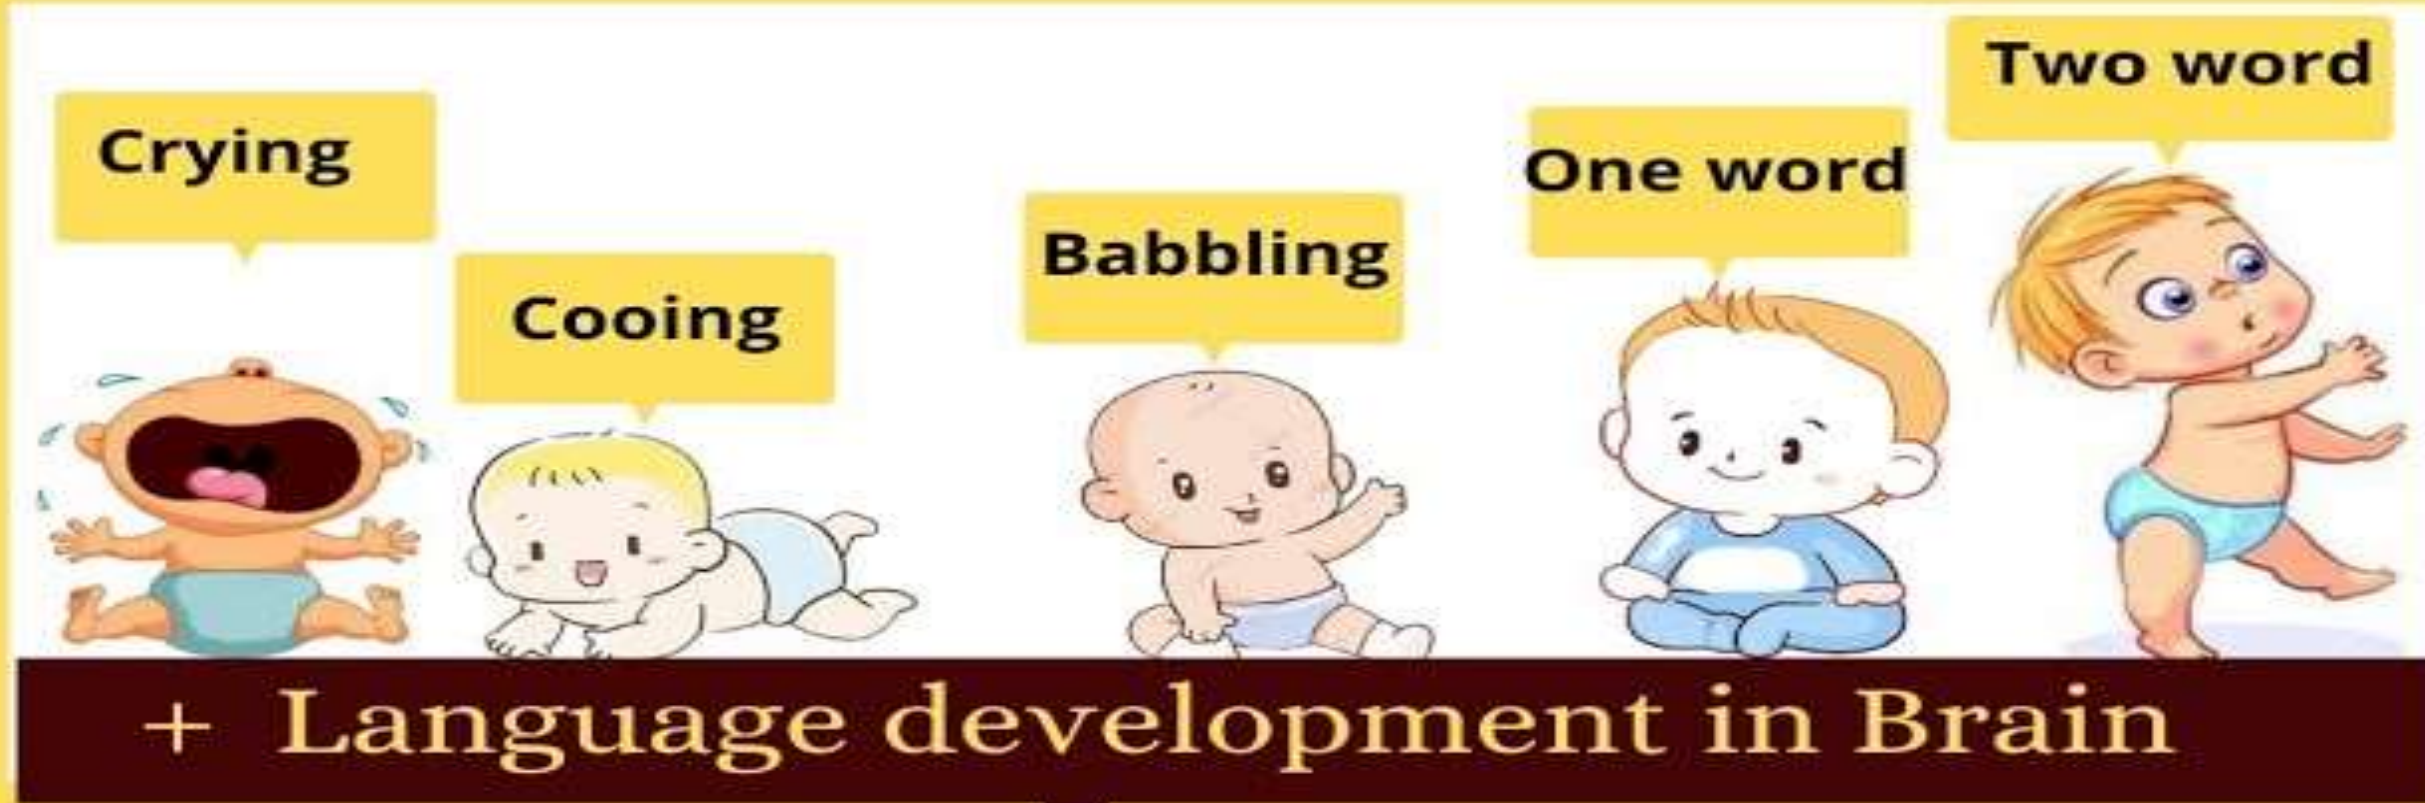 Crying
Cooing
Babbling
One word
Two word
+ Language development in Brain